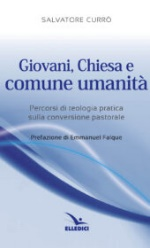 SALVATORE CURRÒ
Giovani, Chiesa e
comune umanità
Percorsi di teologia pratica
sulla conversione pastorale
Prefazione di Emmanuel Falque
ELLEDICI